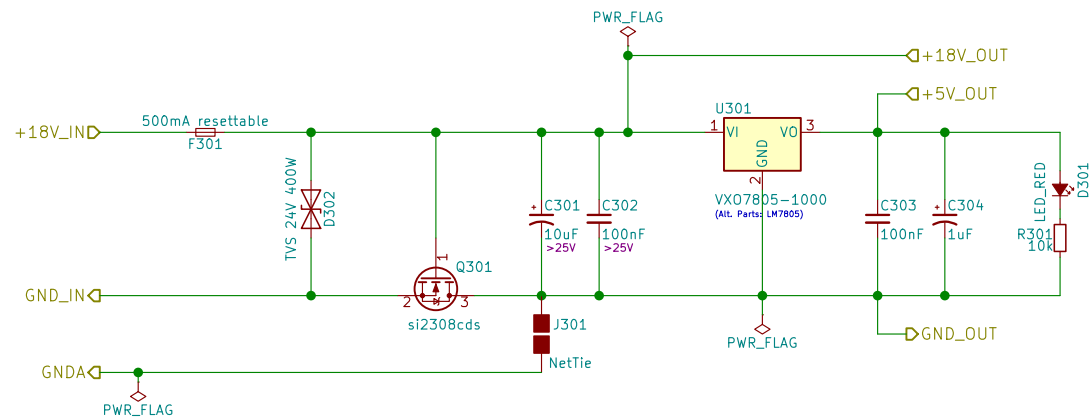 PWR_FLAG
+18V_OUT
+5V_OUT
U301
500mA resettable
+18V_IN
F301
1
VI
VO
3
GND
2
VXO7805-1000
(Alt. Parts: LM7805)
TVS 24V 400W
D302
C301
10uF
>25V
C302
100nF
>25V
C303
100nF
C304
1uF
LED_RED
D301
R301
10k
1
Q301
2
3
si2308cds
GND_IN
J301
NetTie
PWR_FLAG
GND_OUT
GNDA
PWR_FLAG